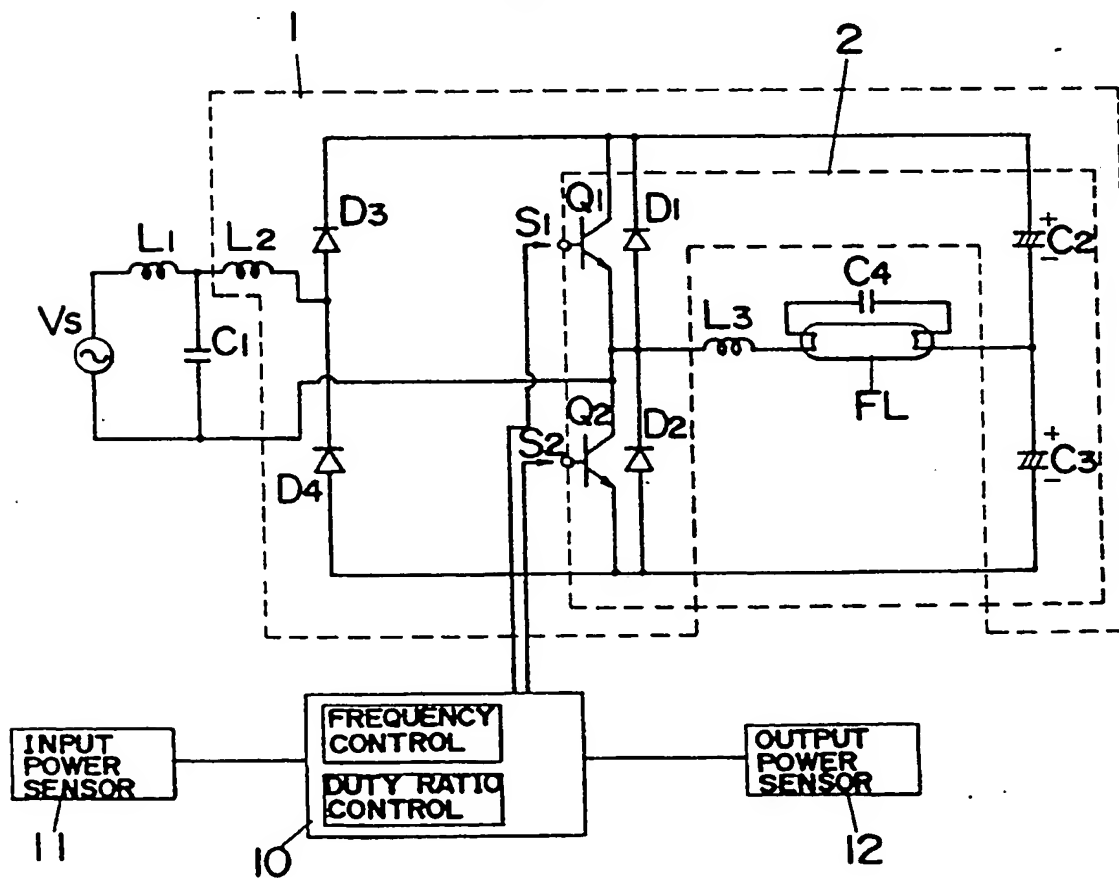 1
2
Q1
D1
D3
S1
C2
+
-
L1
L2
C4
L3
Vs
C1
FL
Q2
D2
S2
C3
+
-
D4
FREQUENCY
CONTROL
DUTY RATIO
CONTROL
INPUT
POWER
SENSOR
OUTPUT
POWER
SENSOR
11
10
12